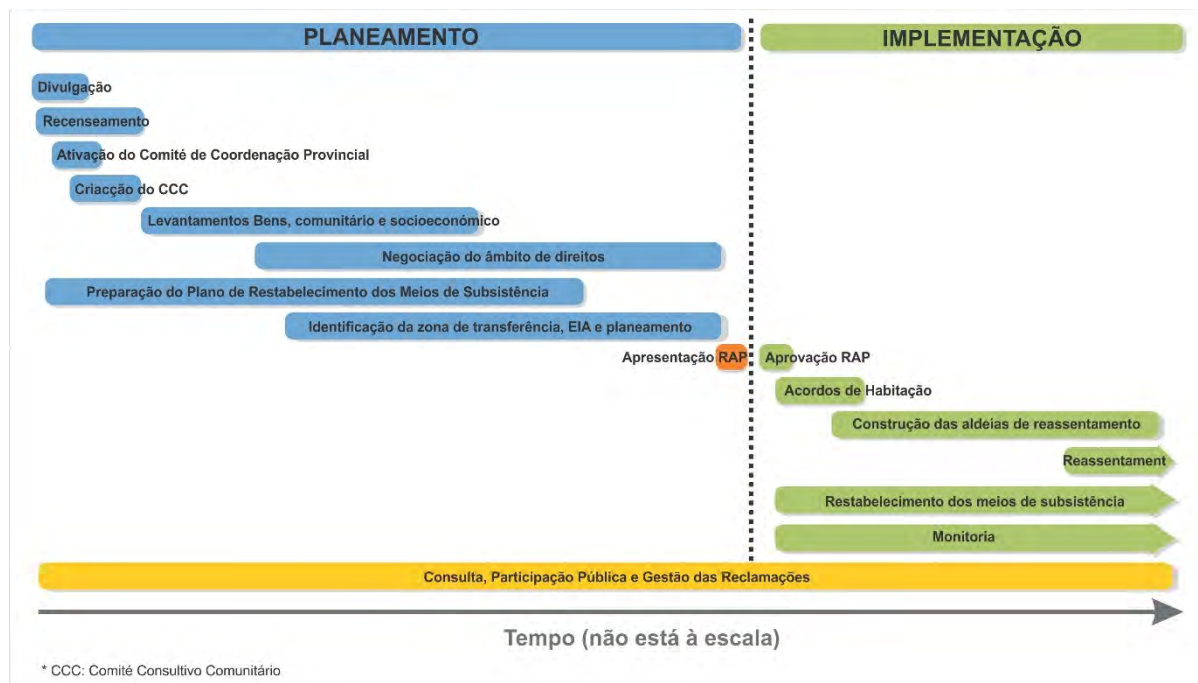 PLANEAMENTO
IMPLEMENTAÇÃO
Divulgação
Recenseamento
Ativação do Comité de Coordenação Provincial
Criacção do CCC
Levantamentos Bens, comunitário e socioeconómico
Negociação do âmbito de direitos
Preparação do Plano de Restabelecimento dos Meios de Subsistência
Identificação da zona de transferência, EIA e planeamento
Apresentação RAP
Aprovação RAP
Acordos de Habitação
Construção das aldeias de reassentamento
Reassentament
Restabelecimento dos meios de subsistência
Monitoria
Consulta, Participação Pública e Gestão das Reclamações
Tempo (não está à escala)
* CCC: Comité Consultivo Comunitário